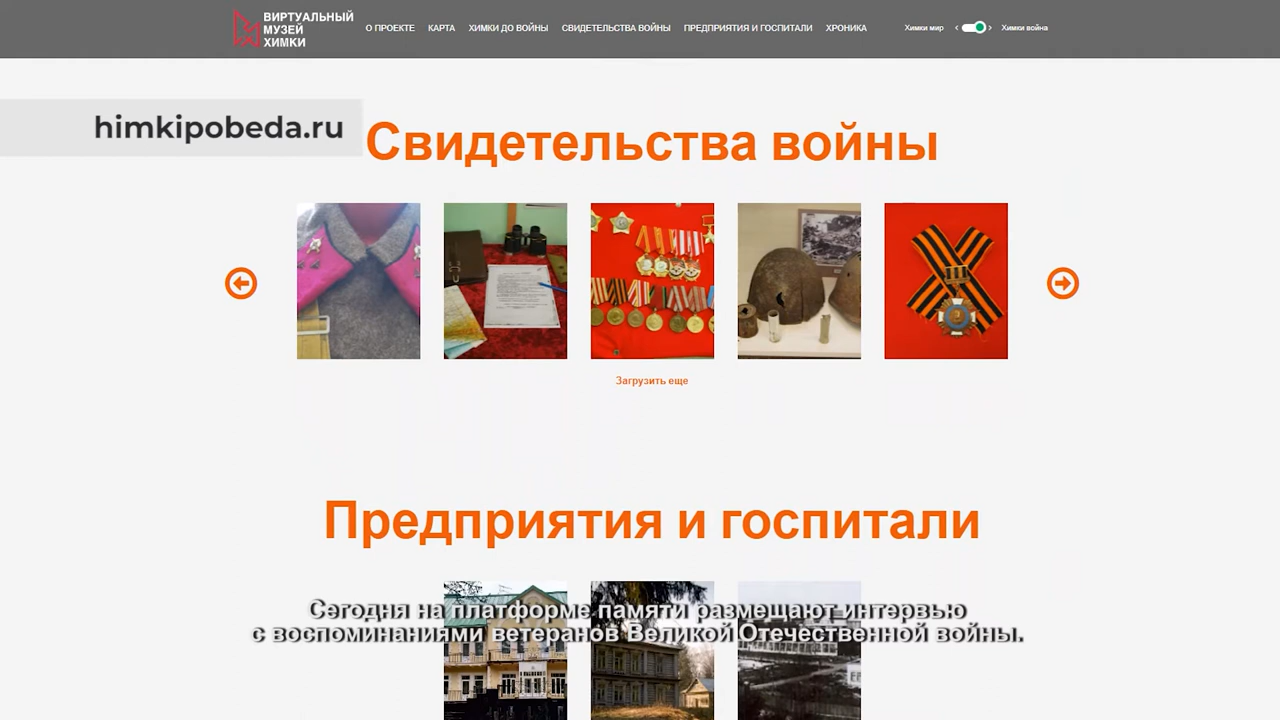 ВИРТУАЛЬНЫЙ
МУЗЕЙ
ХИМКИ
О ПРОЕКТЕ КАРТА ХИМКИ ДО ВОЙНЫ СВИДЕТЕЛЬСТВА ВОЙНЫ ПРЕДПРИЯТИЯ И ГОСПИТАЛИ ХРОНИКА
Химки мир < > Химки война
himkipobeda.ru
Свидетельства войны
Загрузить еще
Предприятия и госпитали
Сегодня на платформе памяти размещают интервью
с воспоминаниями ветеранов Великой Отечественной войны.